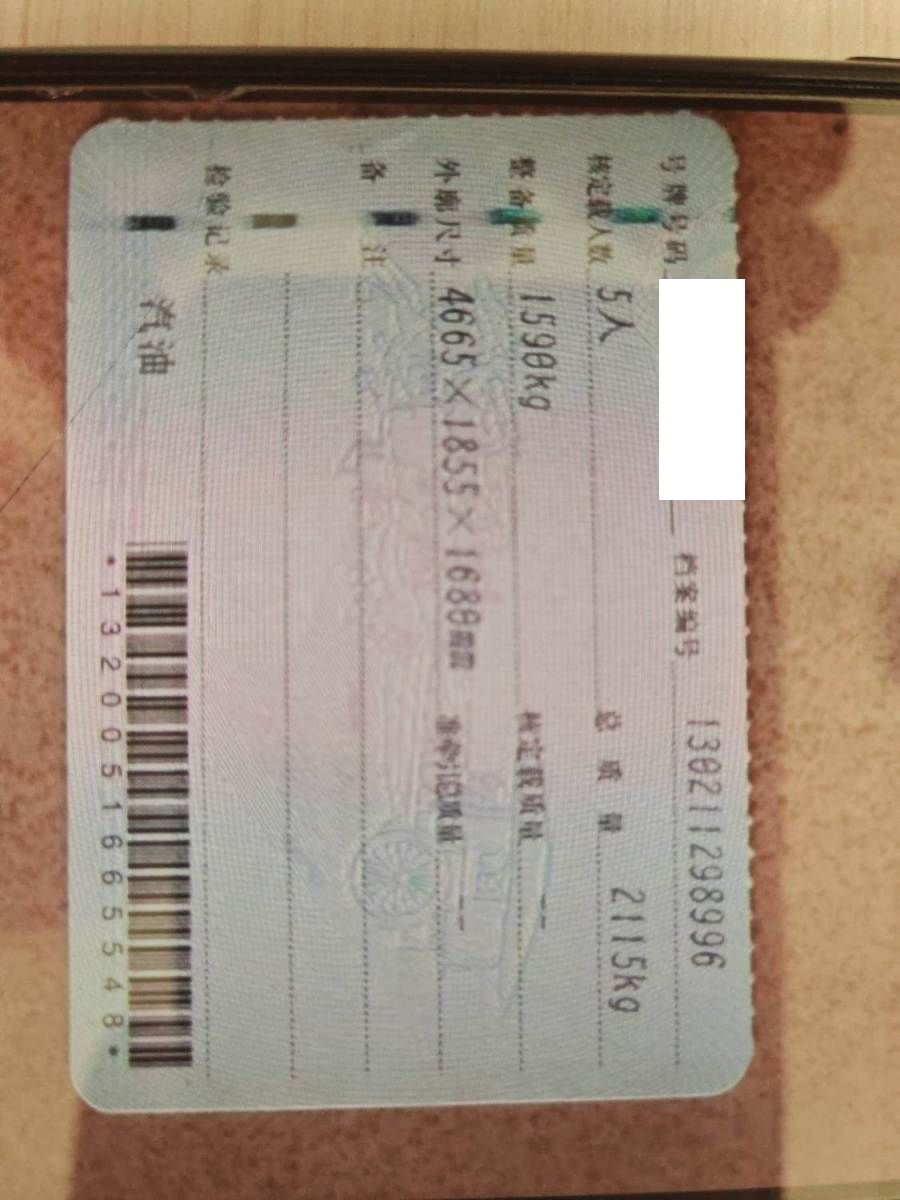 号牌号码 档案编号 130211298996
核定载人数 5人 总质量 2115kg
整备质量 1590kg 核定载质量 --
外廓尺寸 4665×1855×1680mm 准牵引总质量 --
备注
检验记录
汽油
*1320051665548*